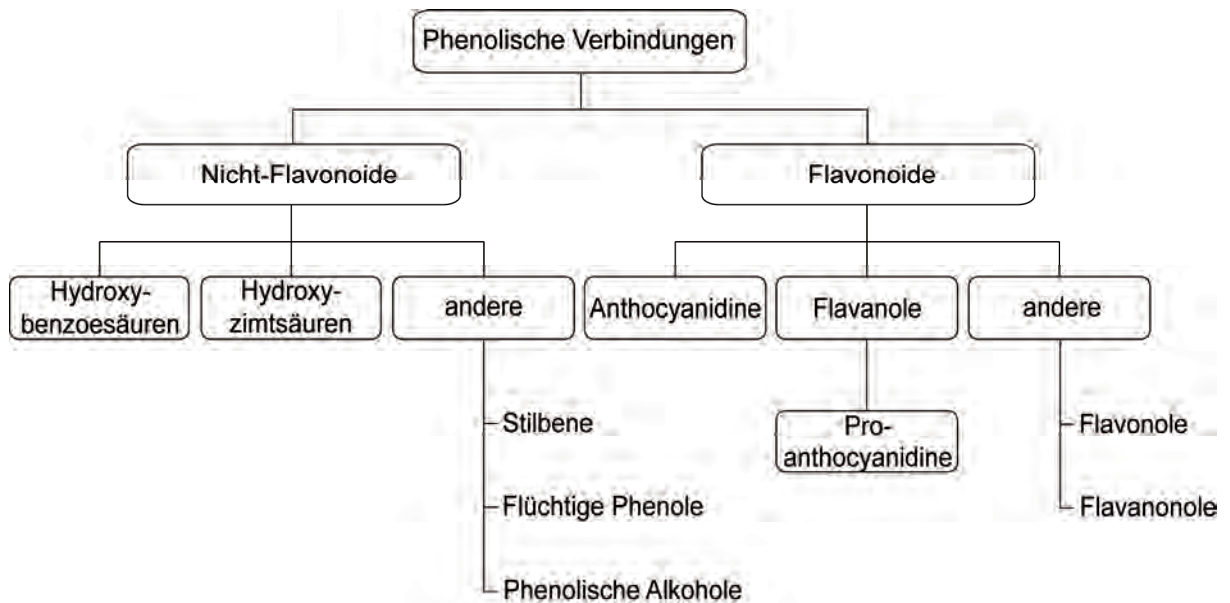 Phenolische Verbindungen
Nicht-Flavonoide
Flavonoide
Hydroxy-
benzoesäuren
Hydroxy-
zimtsäuren
andere
Anthocyanidine
Flavanole
andere
Stilbene
Flüchtige Phenole
Phenolische Alkohole
Pro-
anthocyanidine
Flavonole
Flavanonole